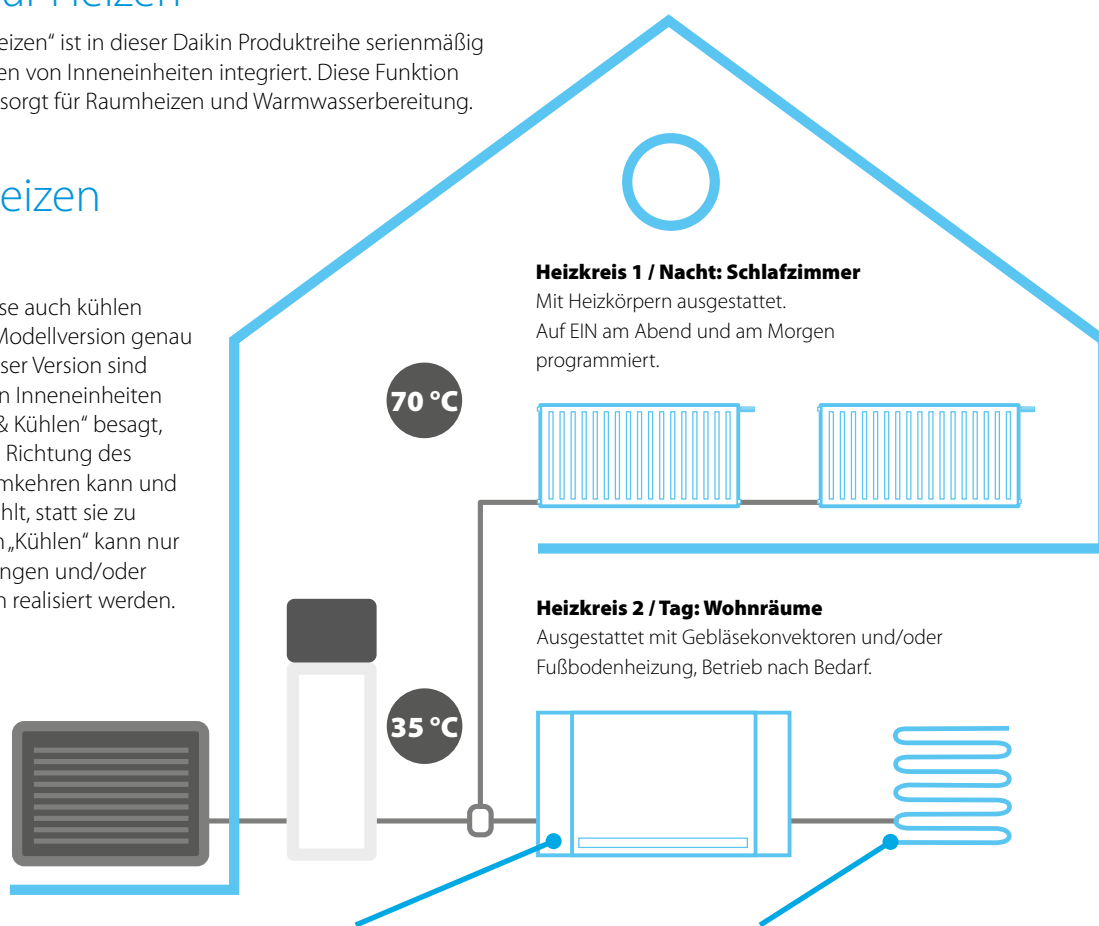 ur Heizen
eizen“ ist in dieser Daikin Produktreihe serienmäßig
en von Inneneinheiten integriert. Diese Funktion
sorgt für Raumheizen und Warmwasserbereitung.
eizen
se auch kühlen
Modellversion genau
ser Version sind
n Inneneinheiten
& Kühlen“ besagt,
Richtung des
mkehren kann und
hlt, statt sie zu
n „Kühlen“ kann nur
ngen und/oder
n realisiert werden.
Heizkreis 1 / Nacht: Schlafzimmer
Mit Heizkörpern ausgestattet.
Auf EIN am Abend und am Morgen
programmiert.
70 °C
Heizkreis 2 / Tag: Wohnräume
Ausgestattet mit Gebläsekonvektoren und/oder
Fußbodenheizung, Betrieb nach Bedarf.
35 °C